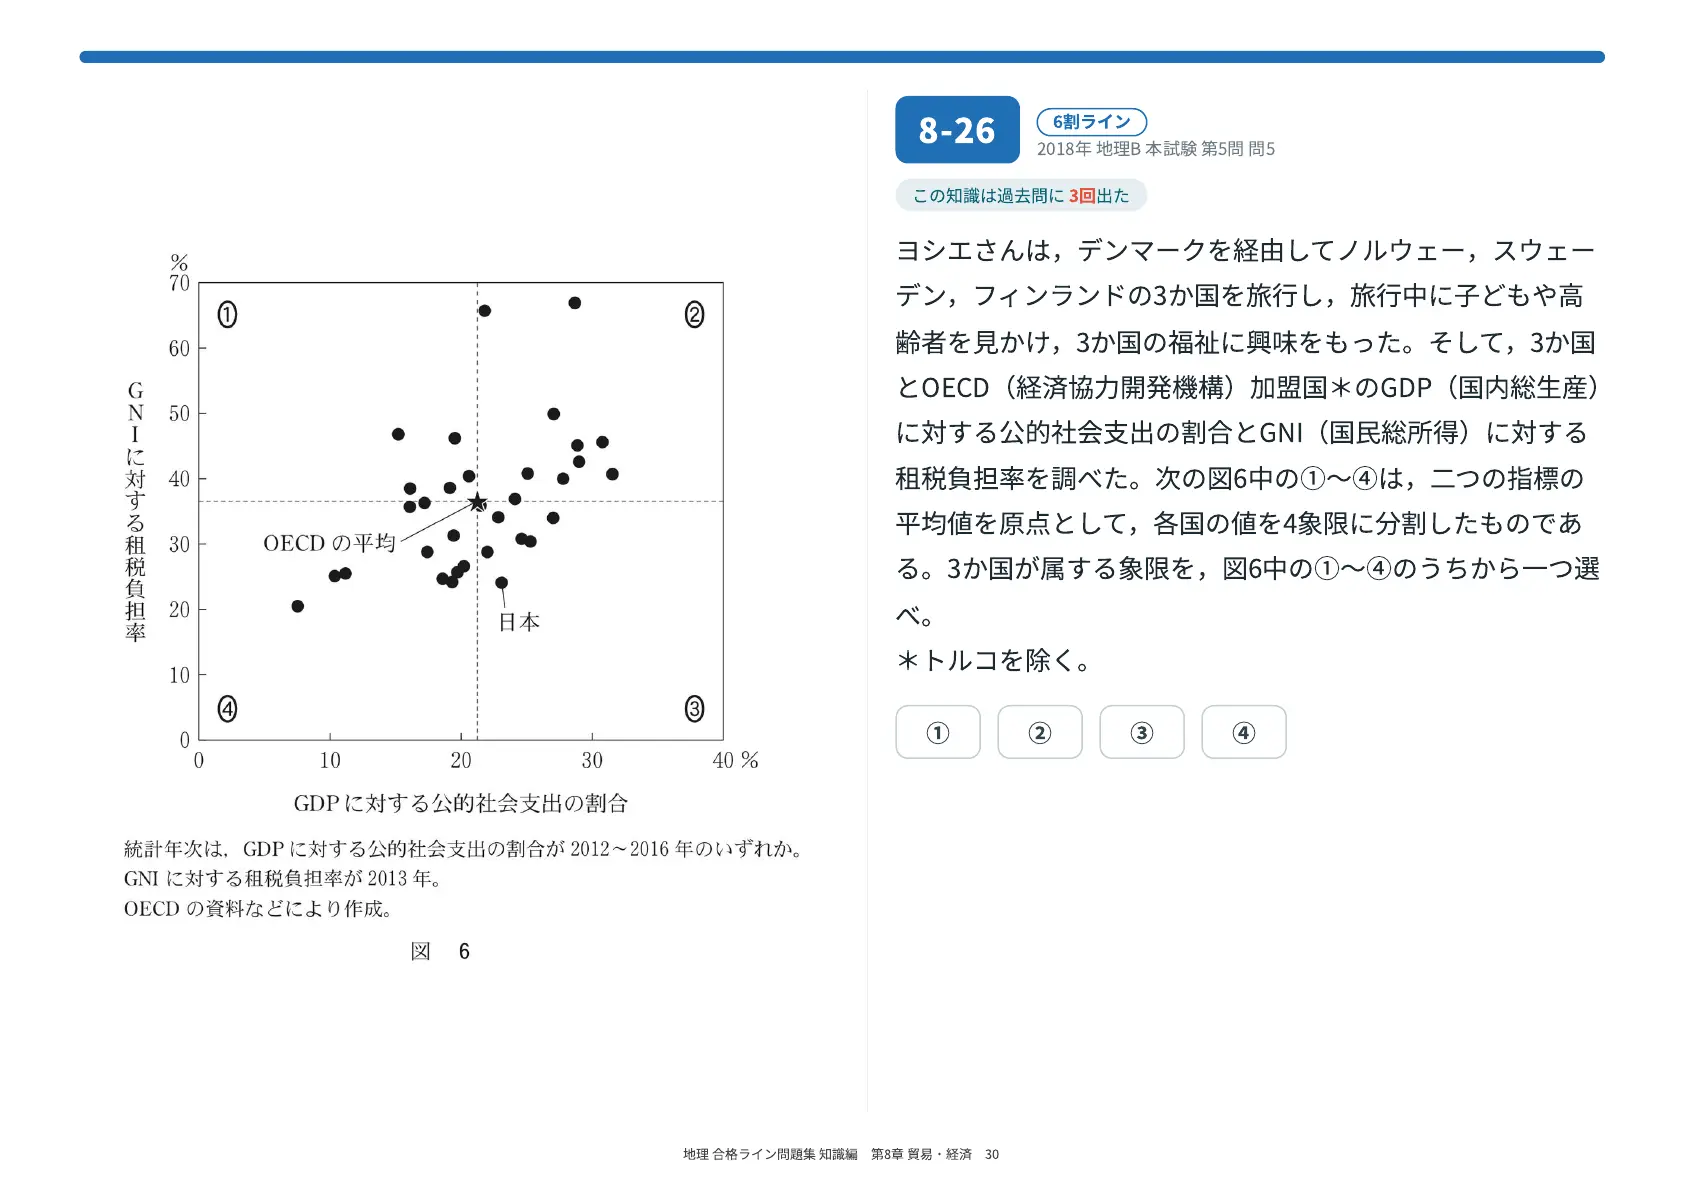 %
70
60
50
40
30
20
10
0
①
②
③
④
GNIに対する租税負担率
OECDの平均
日本
0 10 20 30 40 %
GDPに対する公的社会支出の割合
統計年次は，GDPに対する公的社会支出の割合が2012～2016年のいずれか。
GNIに対する租税負担率が2013年。
OECDの資料などにより作成。
図 6
8-26
6割ライン
2018年 地理B 本試験 第5問 問5
この知識は過去問に 3回出た
ヨシエさんは，デンマークを経由してノルウェー，スウェー
デン，フィンランドの3か国を旅行し，旅行中に子どもや高
齢者を見かけ，3か国の福祉に興味をもった。そして，3か国
とOECD（経済協力開発機構）加盟国＊のGDP（国内総生産）
に対する公的社会支出の割合とGNI（国民総所得）に対する
租税負担率を調べた。次の図6中の①～④は，二つの指標の
平均値を原点として，各国の値を4象限に分割したものであ
る。3か国が属する象限を，図6中の①～④のうちから一つ選
べ。
＊トルコを除く。
① ② ③ ④
地理 合格ライン問題集 知識編 第8章 貿易・経済 30